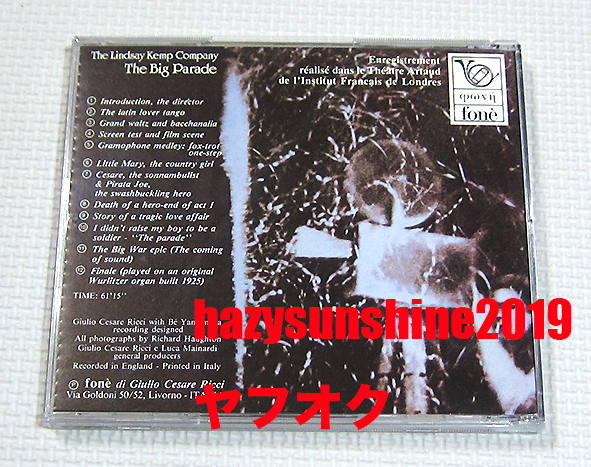 The Lindsay Kemp Company
The Big Parade
1 Introduction, the director
2 The latin lover tango
3 Grand waltz and bacchanalia
4 Screen test and film scene
5 Gramophone medley: fox-trot
one-step
6 Little Mary, the country girl
7 Cesare, the sonnambulist
& Pirata Joe,
the swashbuckling hero
8 Death of a hero-end of act I
9 Story of a tragic love affair
10 I didn't raise my boy to be a
soldier - "The parade"
11 The Big War epic (The coming
of sound)
12 Finale (played on an original
Wurlitzer organ built 1925)
TIME: 61'15''
Giulio Cesare Ricci with Bé
recording designed
All photographs by Richard Haughton
Giulio Cesare Ricci e Luca Mainardi
general producers
Recorded in England - Printed in Italy
℗ fonè di Giulio Cesare Ricci
Via Goldoni 50/52, Livorno -
Enregistrement
réalisé dans le Théatre Artaud
de l'Institut Français de Londres
fonè
hazysunshine2019
ヤフオク